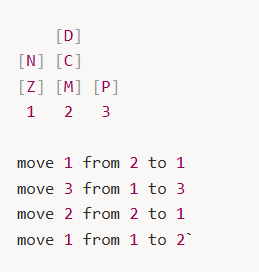 [D]
[N] [C]
[Z] [M] [P]
 1   2   3
move 1 from 2 to 1
move 3 from 1 to 3
move 2 from 2 to 1
move 1 from 1 to 2`